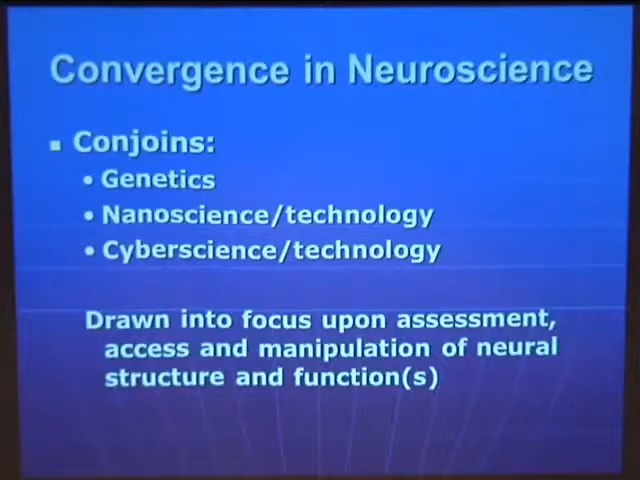 Convergence in Neuroscience
Conjoins:
Genetics
Nanoscience/technology
Cyberscience/technology
Drawn into focus upon assessment,
access and manipulation of neural
structure and function(s)